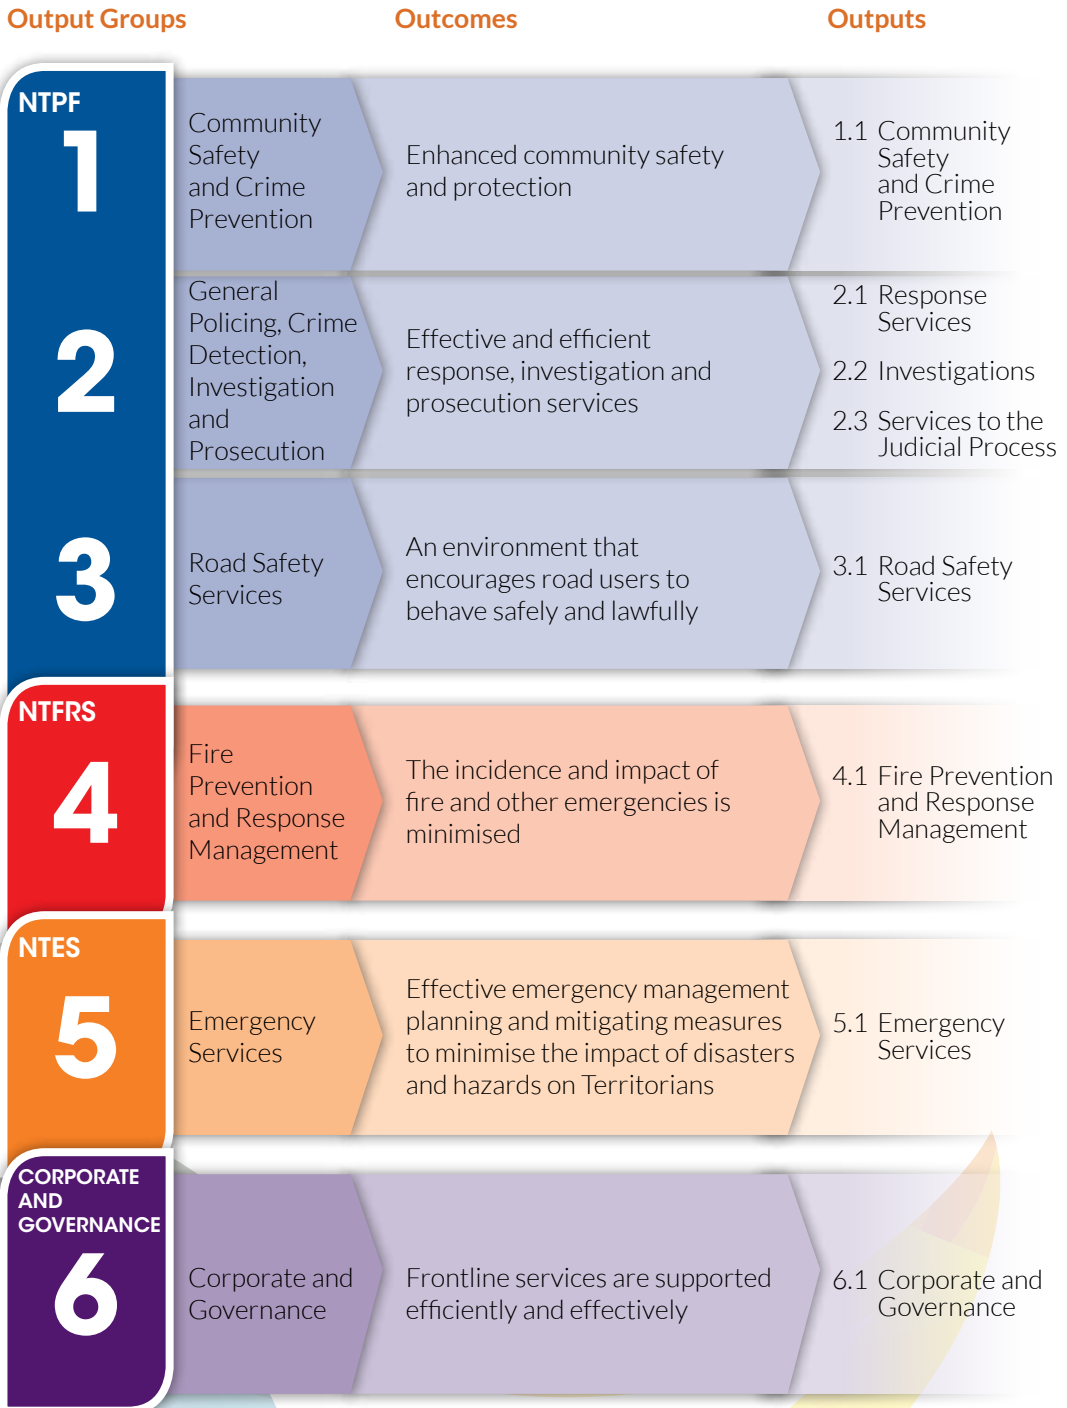 Output Groups
Outcomes
Outputs
NTPF
1
Community
Safety
and Crime
Prevention
Enhanced community safety
and protection
1.1 Community
Safety
and Crime
Prevention
2
General
Policing, Crime
Detection,
Investigation
and
Prosecution
Effective and efficient
response, investigation and
prosecution services
2.1 Response
Services
2.2 Investigations
2.3 Services to the
Judicial Process
3
Road Safety
Services
An environment that
encourages road users to
behave safely and lawfully
3.1 Road Safety
Services
NTFRS
4
Fire
Prevention
and Response
Management
The incidence and impact of
fire and other emergencies is
minimised
4.1 Fire Prevention
and Response
Management
NTES
5
Emergency
Services
Effective emergency management
planning and mitigating measures
to minimise the impact of disasters
and hazards on Territorians
5.1 Emergency
Services
CORPORATE
AND
GOVERNANCE
6
Corporate and
Governance
Frontline services are supported
efficiently and effectively
6.1 Corporate and
Governance